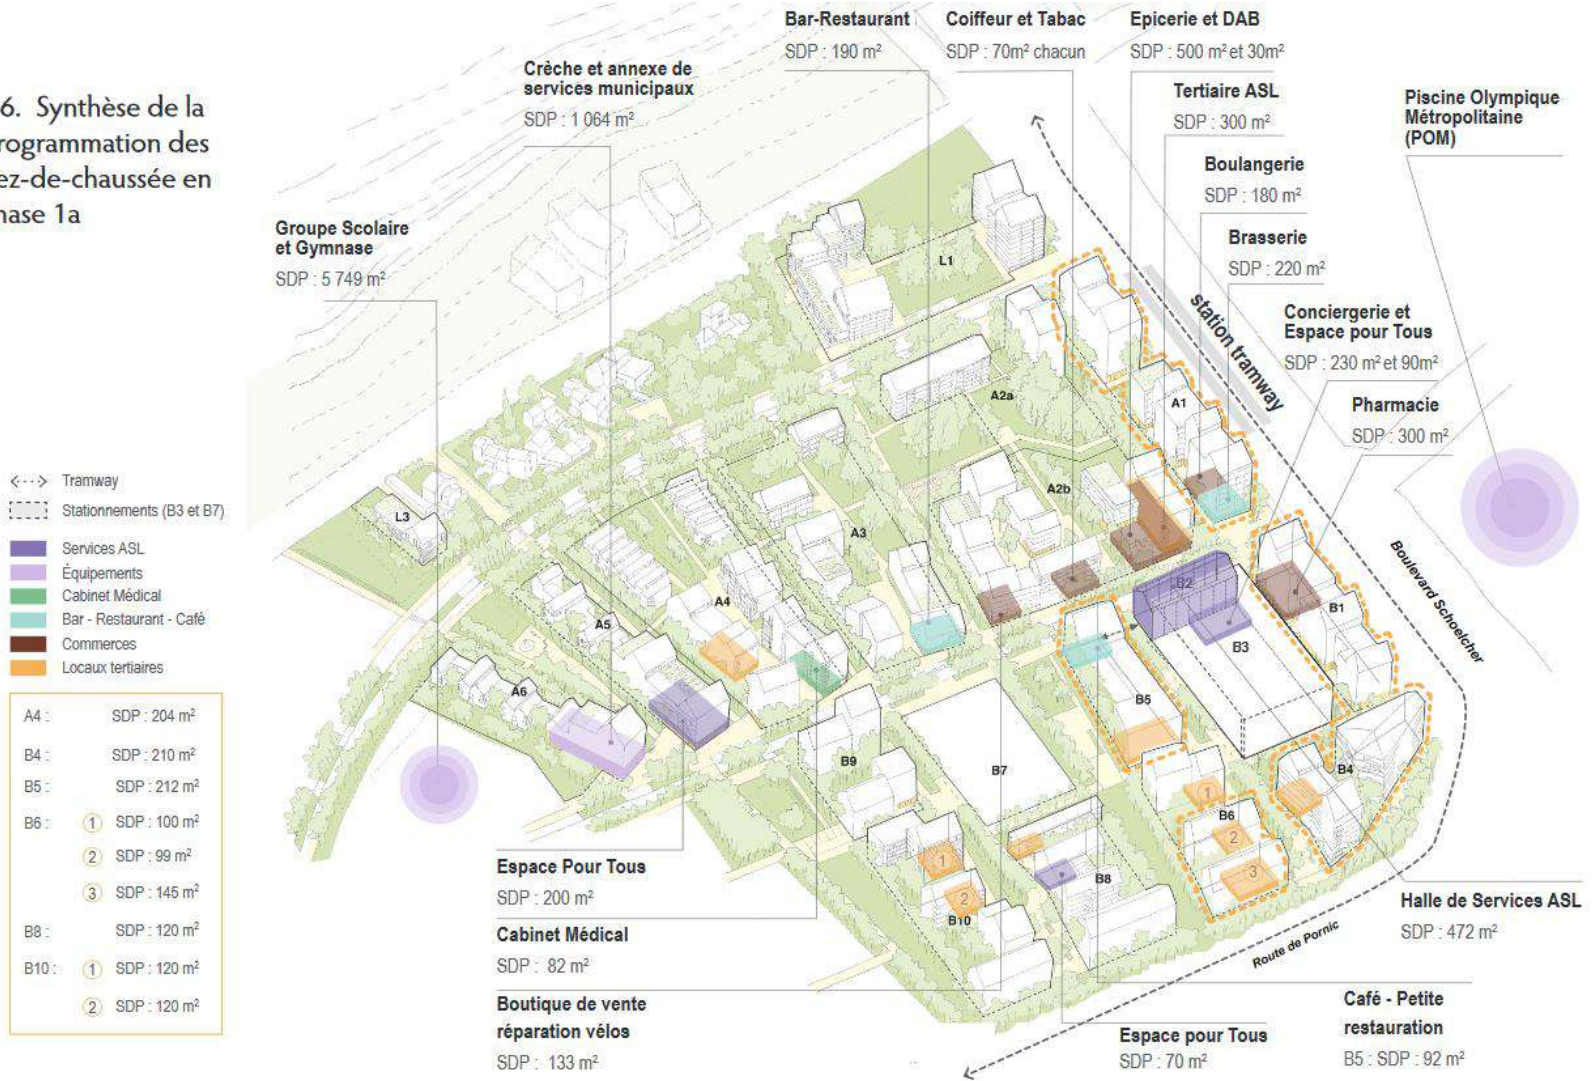 6. Synthèse de la
rogrammation des
ez-de-chaussée en
hase 1a
Bar-Restaurant
SDP : 190 m²
Coiffeur et Tabac
SDP : 70m² chacun
Epicerie et DAB
SDP : 500 m² et 30m²
Crèche et annexe de
services municipaux
SDP : 1 064 m²
Tertiaire ASL
SDP : 300 m²
Piscine Olympique
Métropolitaine
(POM)
Boulangerie
SDP : 180 m²
Groupe Scolaire
et Gymnase
SDP : 5 749 m²
Brasserie
SDP : 220 m²
Conciergerie et
Espace pour Tous
SDP : 230 m² et 90m²
Pharmacie
SDP : 300 m²
station tramway
Boulevard Schoelcher
Route de Pornic
L1
A2a
A1
A2b
L3
A3
B2
A4
B1
A5
B3
A6
B5
B9
B7
B4
1
B6
2
3
1
B8
2
B10
Tramway
Stationnements (B3 et B7)
Services ASL
Équipements
Cabinet Médical
Bar - Restaurant - Café
Commerces
Locaux tertiaires
A4 : SDP : 204 m²
B4 : SDP : 210 m²
B5 : SDP : 212 m²
B6 : 1 SDP : 100 m²
2 SDP : 99 m²
3 SDP : 145 m²
B8 : SDP : 120 m²
B10 : 1 SDP : 120 m²
2 SDP : 120 m²
Espace Pour Tous
SDP : 200 m²
Cabinet Médical
SDP : 82 m²
Boutique de vente
réparation vélos
SDP : 133 m²
Espace pour Tous
SDP : 70 m²
Café - Petite
restauration
B5 : SDP : 92 m²
Halle de Services ASL
SDP : 472 m²